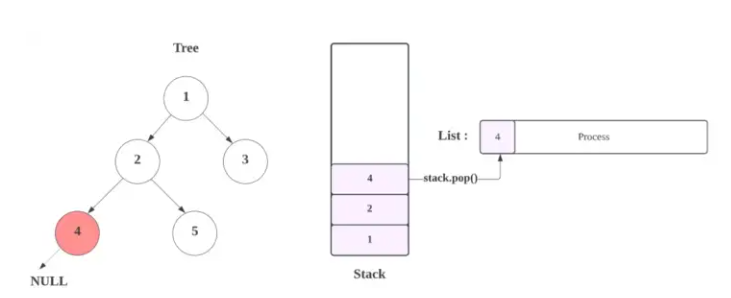 Tree
1
2
3
4
5
NULL
4
2
1
Stack
stack.pop()
List :
4
Process